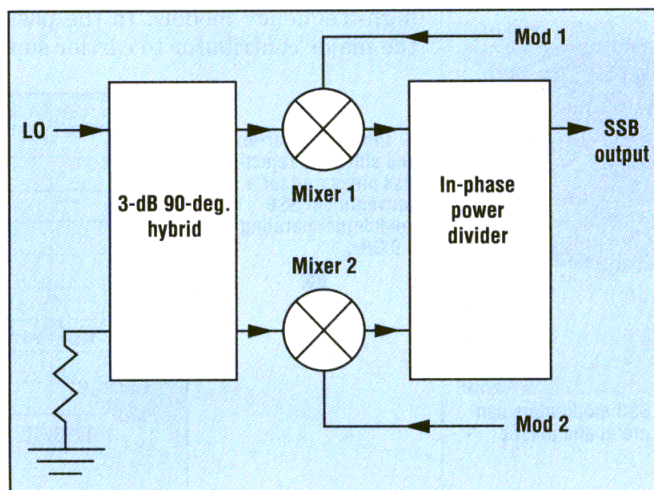 Mod 1
LO
SSB
output
Mixer 1
3-dB 90-deg.
hybrid
In-phase
power
divider
Mixer 2
Mod 2